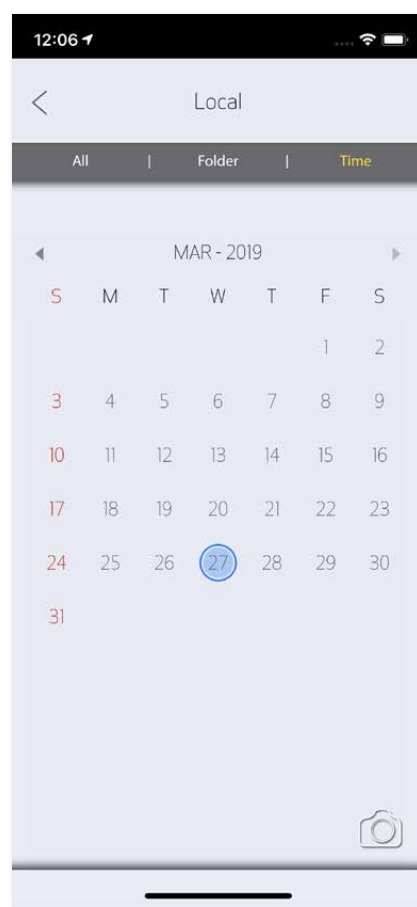 12:06
Local
All | Folder | Time
MAR - 2019
S M T W T F S
1 2
3 4 5 6 7 8 9
10 11 12 13 14 15 16
17 18 19 20 21 22 23
24 25 26 27 28 29 30
31